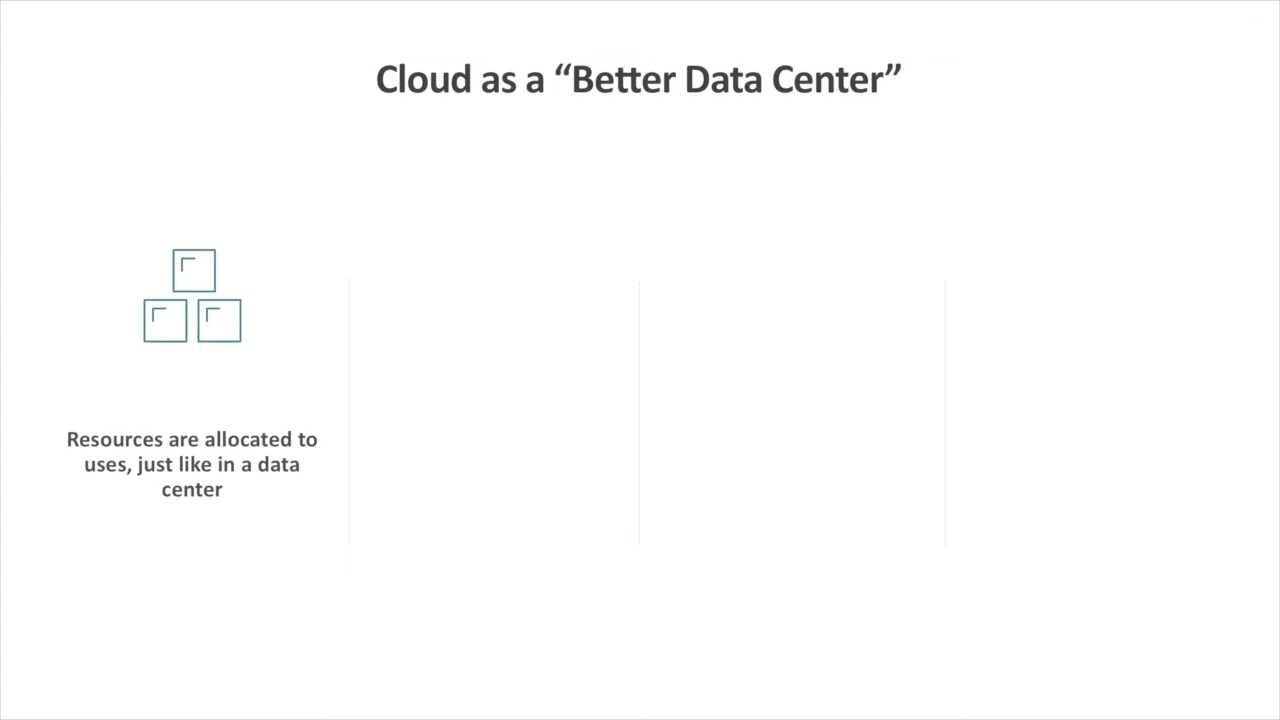 Cloud as a “Better Data Center”
Resources are allocated to
uses, just like in a data
center